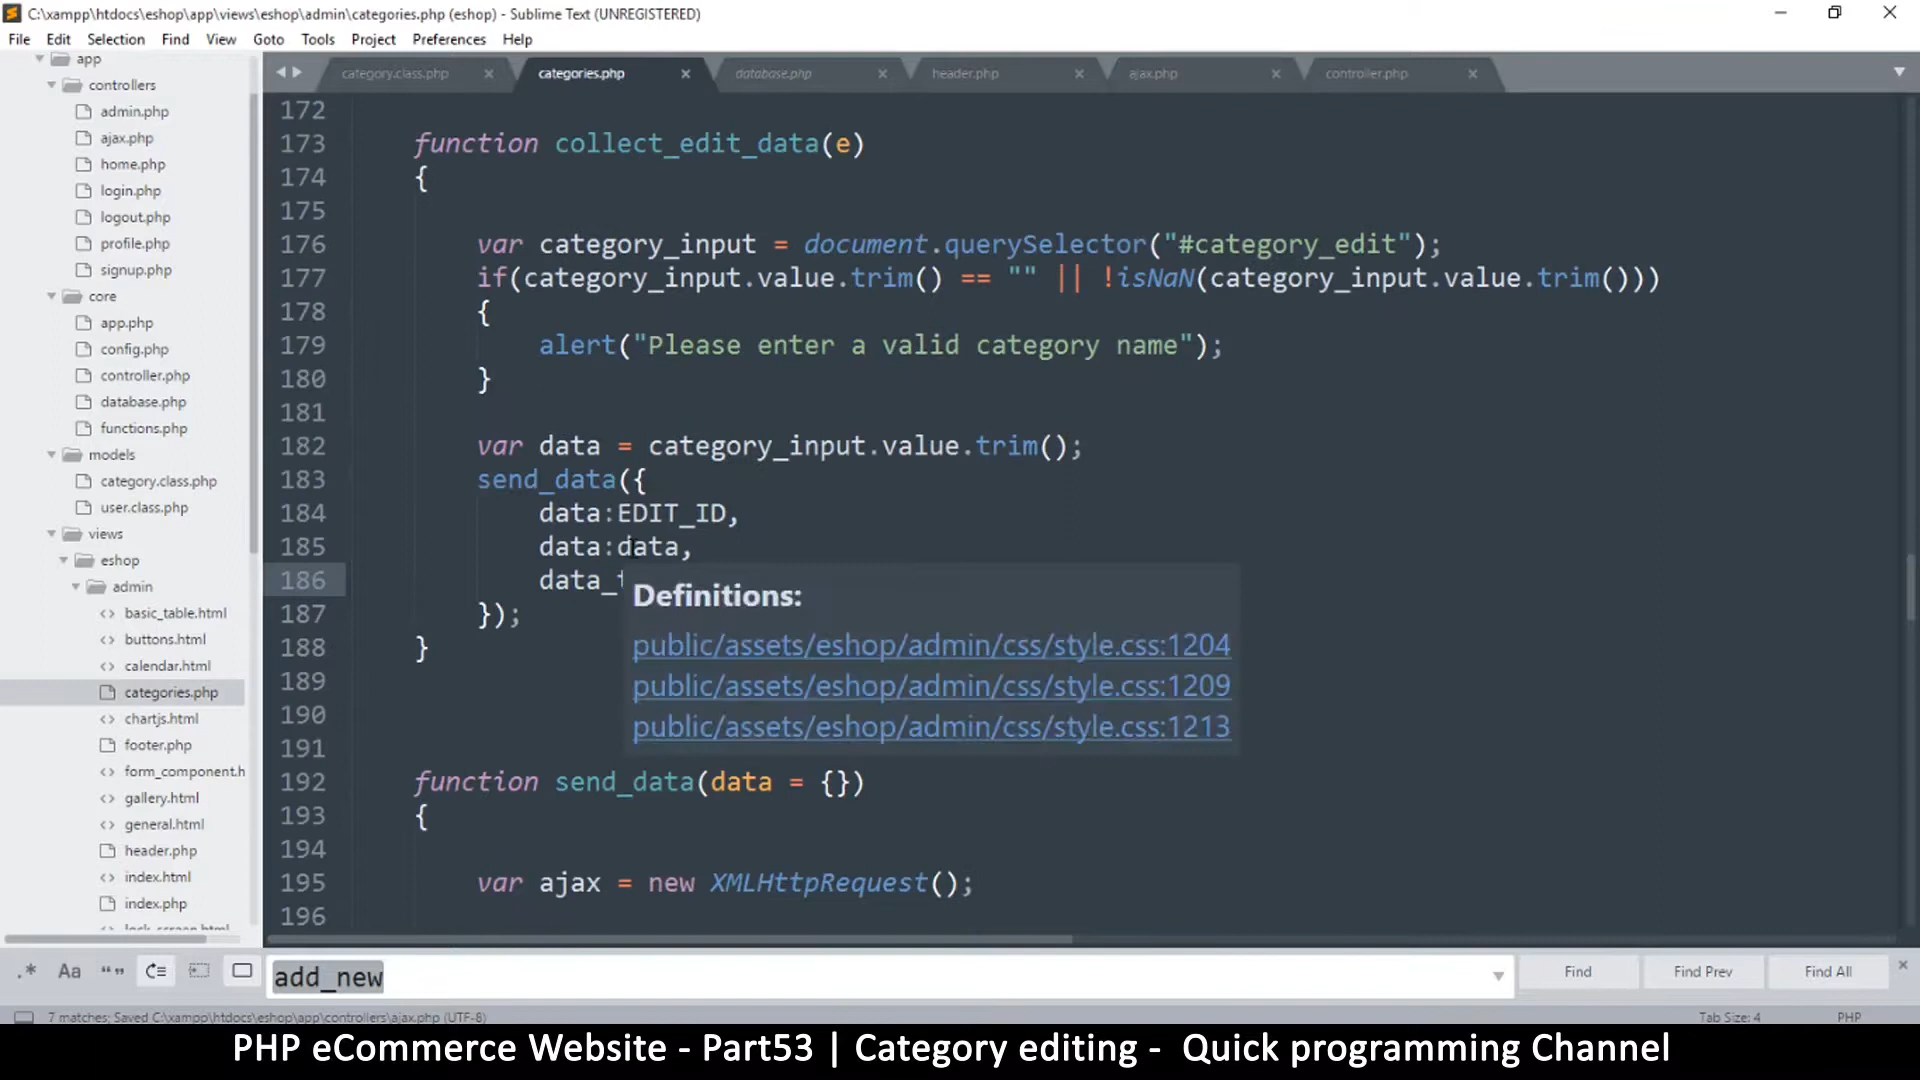 C:\xampp\htdocs\eshop\app\views\eshop\admin\categories.php (eshop) - Sublime Text (UNREGISTERED)
File Edit Selection Find View Goto Tools Project Preferences Help
app
controllers
admin.php
ajax.php
home.php
login.php
logout.php
profile.php
signup.php
core
app.php
config.php
controller.php
database.php
functions.php
models
category.class.php
user.class.php
views
eshop
admin
basic_table.html
buttons.html
calendar.html
categories.php
chartjs.html
footer.php
form_component.h
gallery.html
general.html
header.php
index.html
index.php
lock_screen.html
category.class.php categories.php database.php header.php ajax.php controller.php
172
173 function collect_edit_data(e)
174 {
175
176 var category_input = document.querySelector("#category_edit");
177 if(category_input.value.trim() == "" || !isNaN(category_input.value.trim()))
178 {
179 alert("Please enter a valid category name");
180 }
181
182 var data = category_input.value.trim();
183 send_data({
184 data:EDIT_ID,
185 data:data,
186 data_
187 });
188 }
189
190
191
192 function send_data(data = {})
193 {
194
195 var ajax = new XMLHttpRequest();
196
Definitions:
public/assets/eshop/admin/css/style.css:1204
public/assets/eshop/admin/css/style.css:1209
public/assets/eshop/admin/css/style.css:1213
.* Aa “” add_new Find Find Prev Find All
7 matches; Saved C:\xampp\htdocs\eshop\app\controllers\ajax.php (UTF-8) Tab Size: 4 PHP
PHP eCommerce Website - Part53 | Category editing - Quick programming Channel